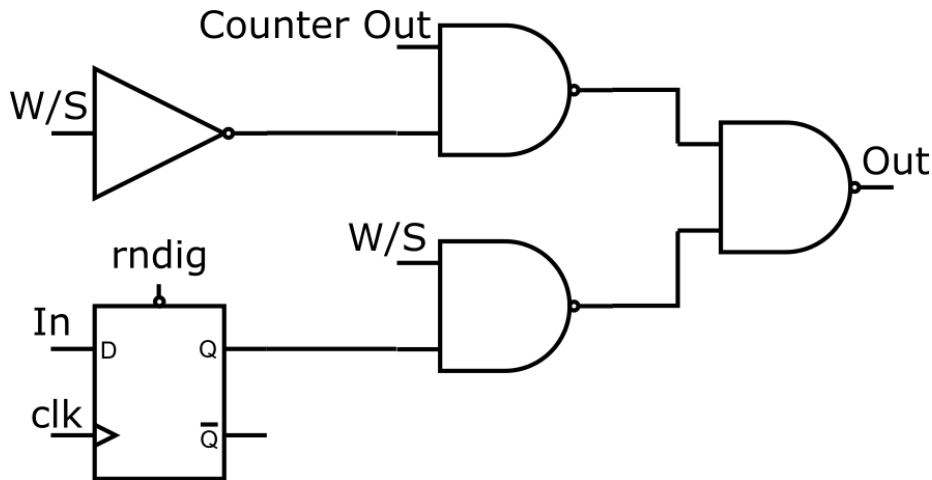 Counter Out
W/S
Out
W/S
rndig
In
D
Q
clk
Q̅